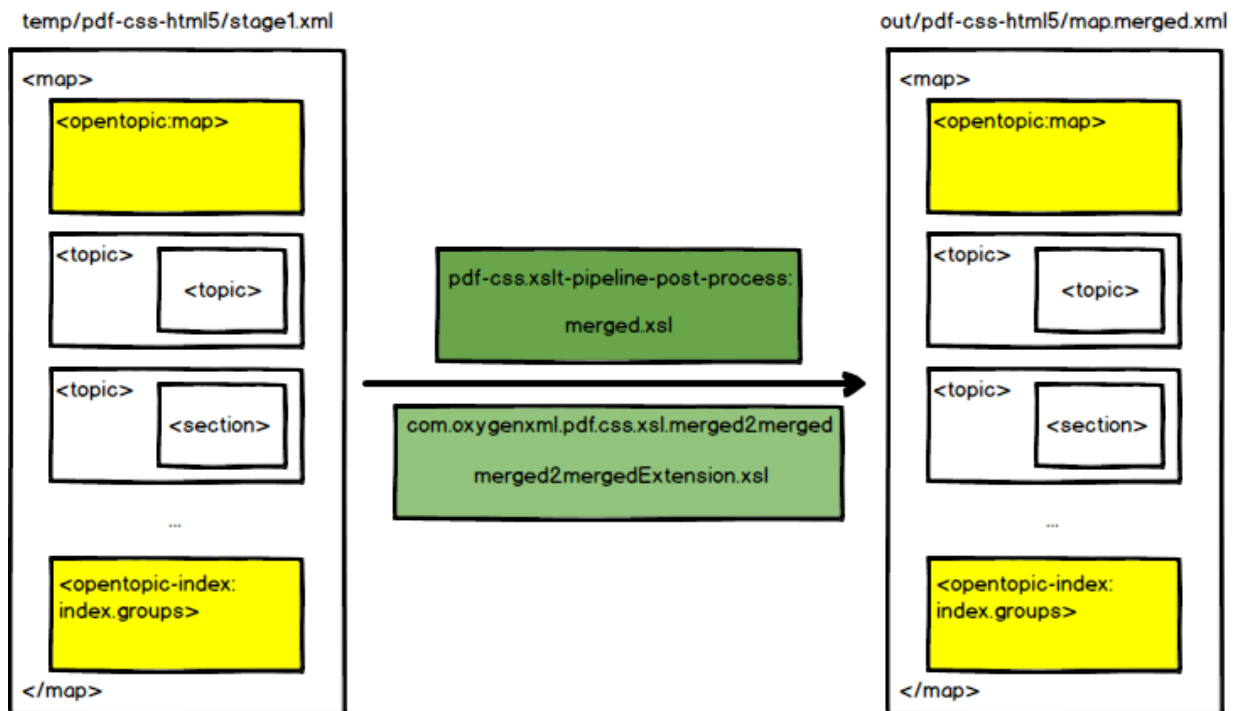 temp/pdf-css-html5/stage1.xml
<map>
<opentopic:map>
<topic>
<topic>
<topic>
<section>
...
<opentopic-index:
index.groups>
</map>
pdf-css.xslt-pipeline-post-process:
merged.xsl
com.oxygenxml.pdf.css.xsl.merged2merged
merged2mergedExtension.xsl
out/pdf-css-html5/map.merged.xml
<map>
<opentopic:map>
<topic>
<topic>
<topic>
<section>
...
<opentopic-index:
index.groups>
</map>